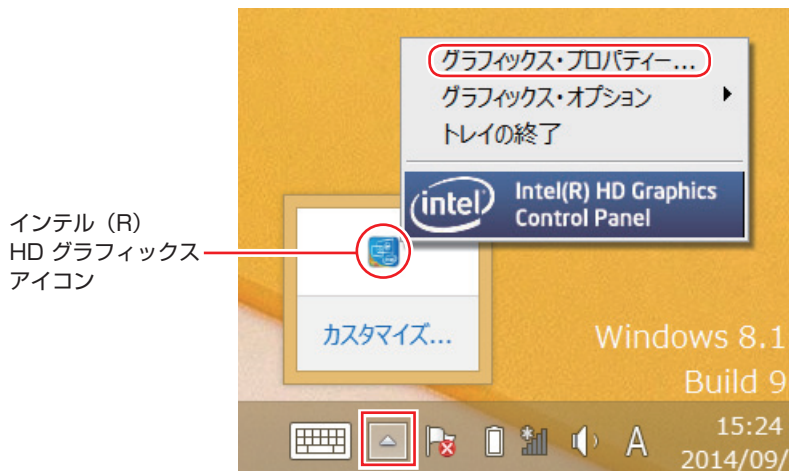 グラフィックス・プロパティー...
グラフィックス・オプション
トレイの終了
intel
Intel(R) HD Graphics
Control Panel
インテル（R）
HD グラフィックス
アイコン
カスタマイズ...
Windows 8.1
Build 9
A
15:24
2014/09/